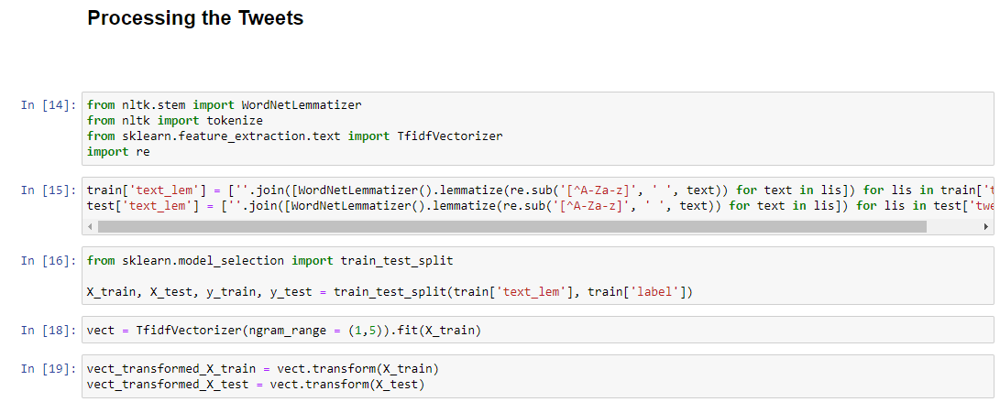 Processing the Tweets
In [14]:
from nltk.stem import WordNetLemmatizer
from nltk import tokenize
from sklearn.feature_extraction.text import TfidfVectorizer
import re
In [15]:
train['text_lem'] = [''.join([WordNetLemmatizer().lemmatize(re.sub('[^A-Za-z]', ' ', text)) for text in lis]) for lis in train['t
test['text_lem'] = [''.join([WordNetLemmatizer().lemmatize(re.sub('[^A-Za-z]', ' ', text)) for text in lis]) for lis in test['twe
In [16]:
from sklearn.model_selection import train_test_split
X_train, X_test, y_train, y_test = train_test_split(train['text_lem'], train['label'])
In [18]:
vect = TfidfVectorizer(ngram_range = (1,5)).fit(X_train)
In [19]:
vect_transformed_X_train = vect.transform(X_train)
vect_transformed_X_test = vect.transform(X_test)